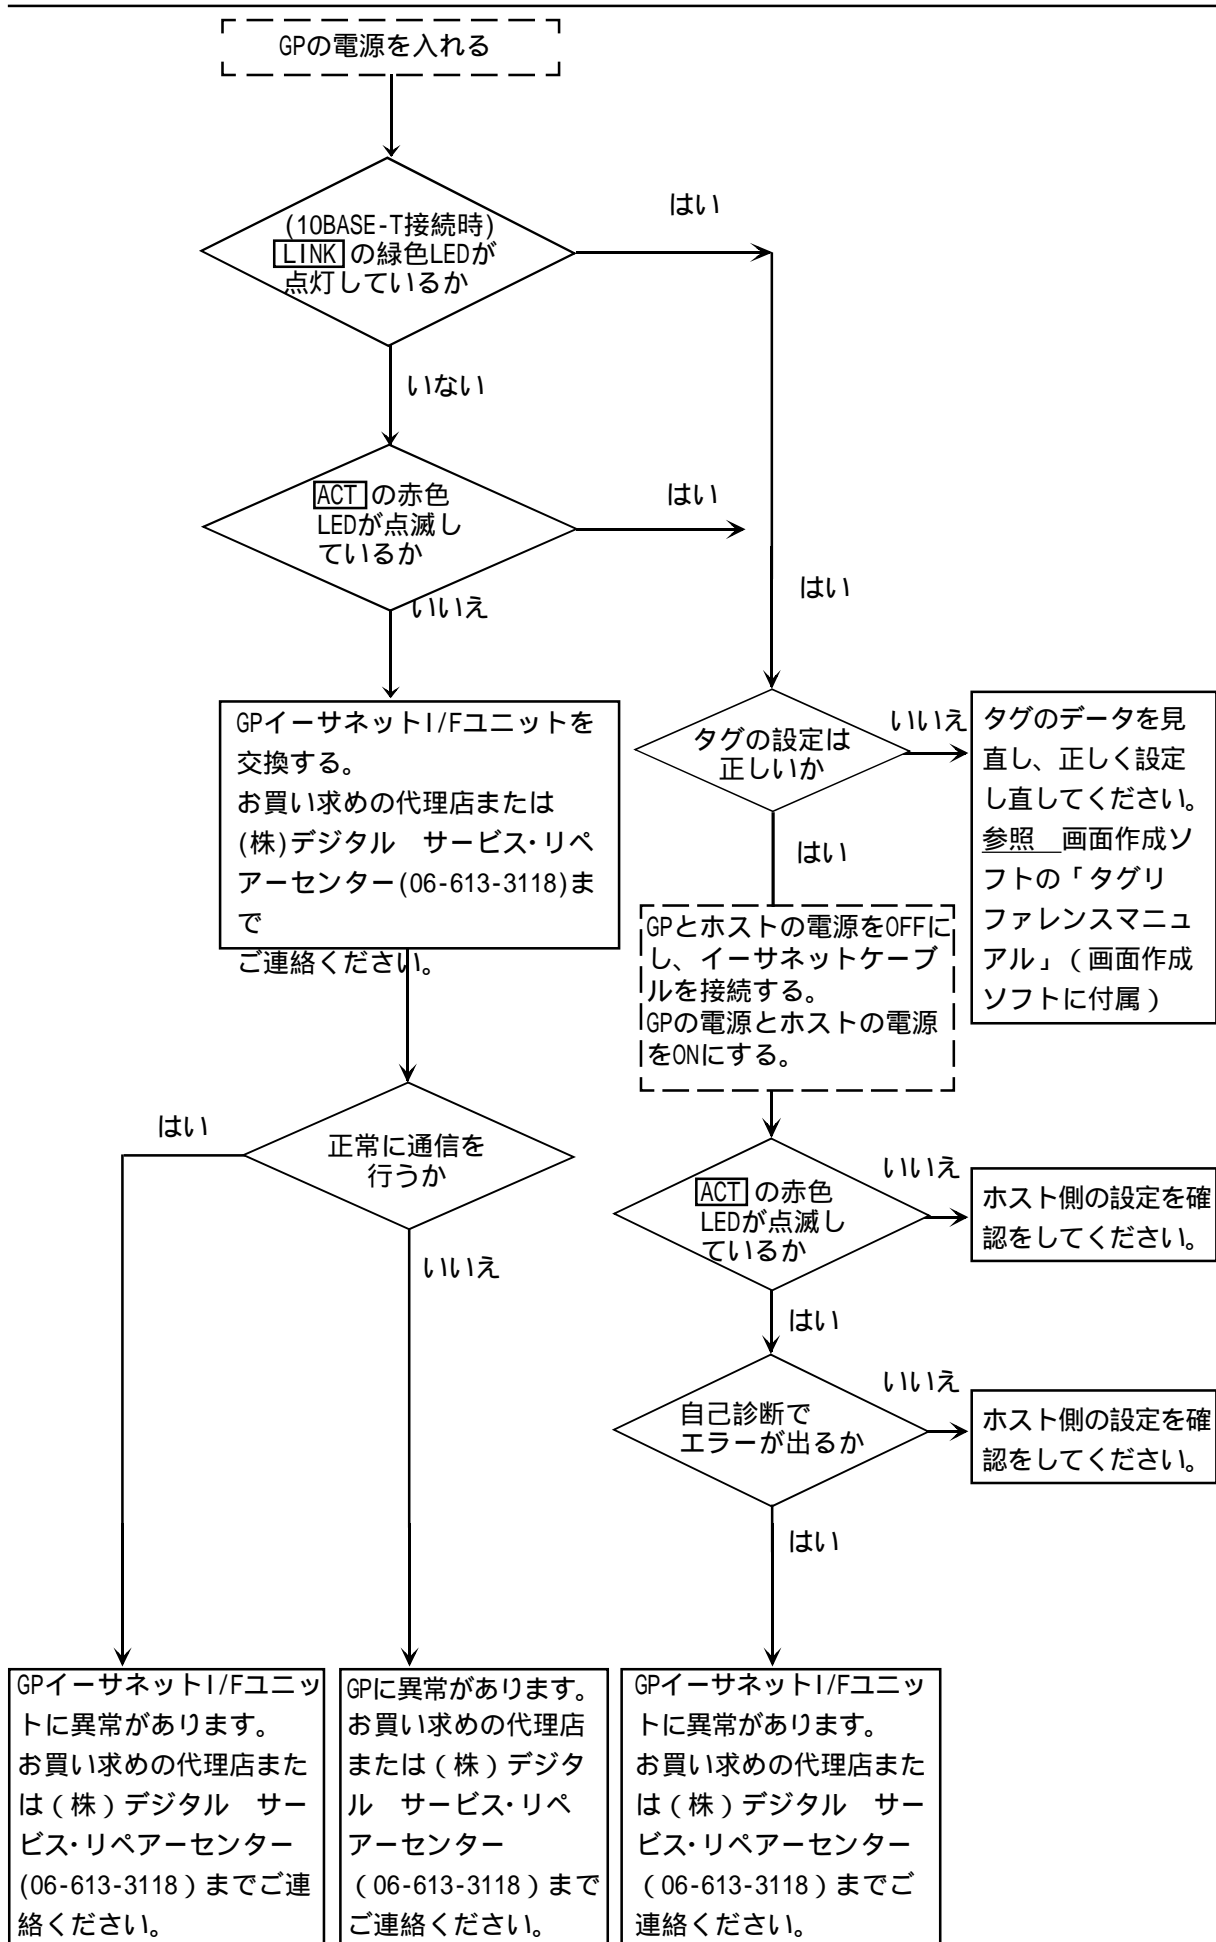 GPの電源を入れる
はい
(10BASE-T接続時)
LINKの緑色LEDが
点灯しているか
いない
ACTの赤色
LEDが点滅し
ているか
はい
いいえ
はい
GPイーサネットI/Fユニットを
交換する。
お買い求めの代理店または
(株)デジタル　サービス・リペ
アーセンター(06-613-3118)ま
で
ご連絡ください。
タグの設定は
正しいか
いいえ
タグのデータを見
直し、正しく設定
し直してください。
参照　画面作成ソ
フトの「タグリ
ファレンスマニュ
アル」（画面作成
ソフトに付属）
はい
GPとホストの電源をOFFに
し、イーサネットケーブ
ルを接続する。
GPの電源とホストの電源
をONにする。
はい
正常に通信を
行うか
いいえ
ACTの赤色
LEDが点滅し
ているか
いいえ
ホスト側の設定を確
認をしてください。
はい
自己診断で
エラーが出るか
いいえ
ホスト側の設定を確
認をしてください。
はい
GPイーサネットI/Fユニッ
トに異常があります。
お買い求めの代理店また
は（株）デジタル　サー
ビス・リペアーセンター
(06-613-3118）までご連
絡ください。
GPに異常があります。
お買い求めの代理店
または（株）デジタ
ル　サービス・リペ
アーセンター
（06-613-3118）まで
ご連絡ください。
GPイーサネットI/Fユニッ
トに異常があります。
お買い求めの代理店また
は（株）デジタル　サー
ビス・リペアーセンター
（06-613-3118）までご
連絡ください。